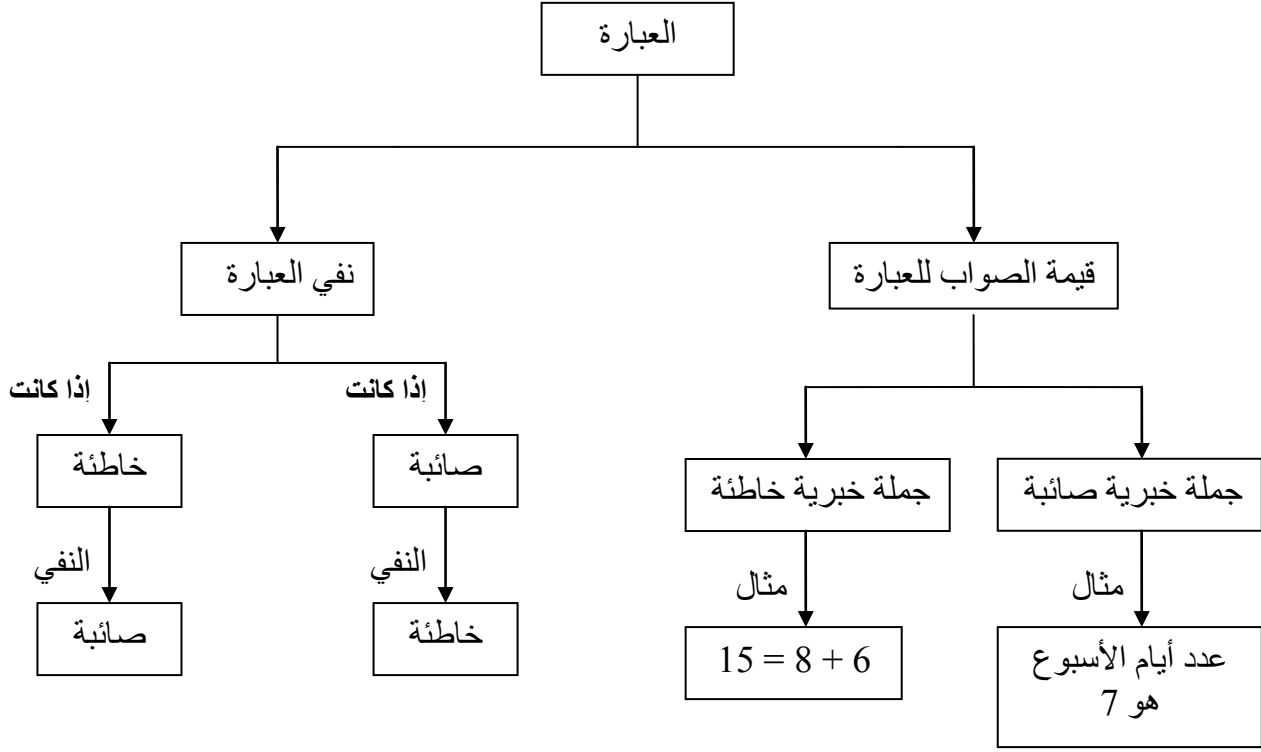 العبارة
قيمة الصواب للعبارة
نفي العبارة
إذا كانت
إذا كانت
صائبة
خاطئة
جملة خبرية صائبة
جملة خبرية خاطئة
النفي
النفي
مثال
مثال
خاطئة
صائبة
عدد أيام الأسبوع
هو 7
15 = 8 + 6